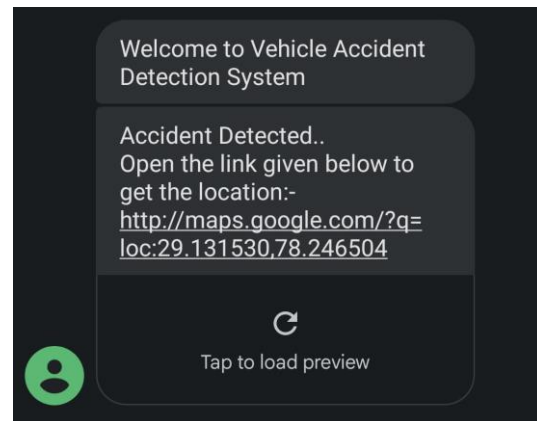 Welcome to Vehicle Accident
Detection System
Accident Detected..
Open the link given below to
get the location:-
http://maps.google.com/?q=
loc:29.131530,78.246504
Tap to load preview